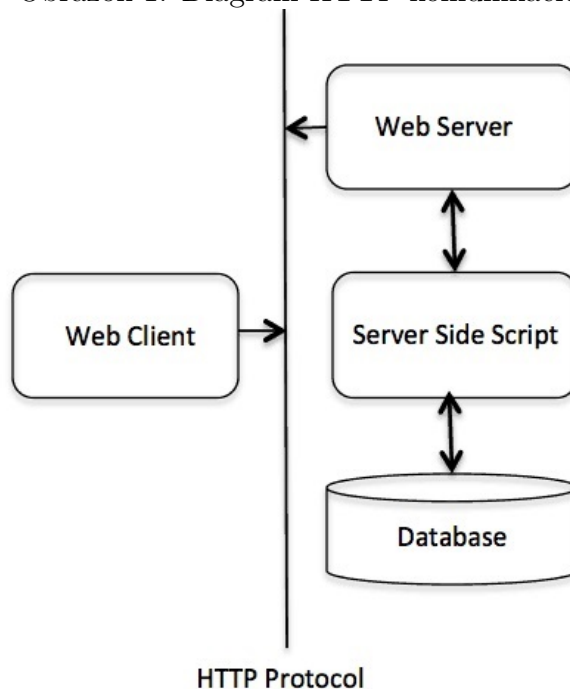 Web Server
Web Client
Server Side Script
Database
HTTP Protocol